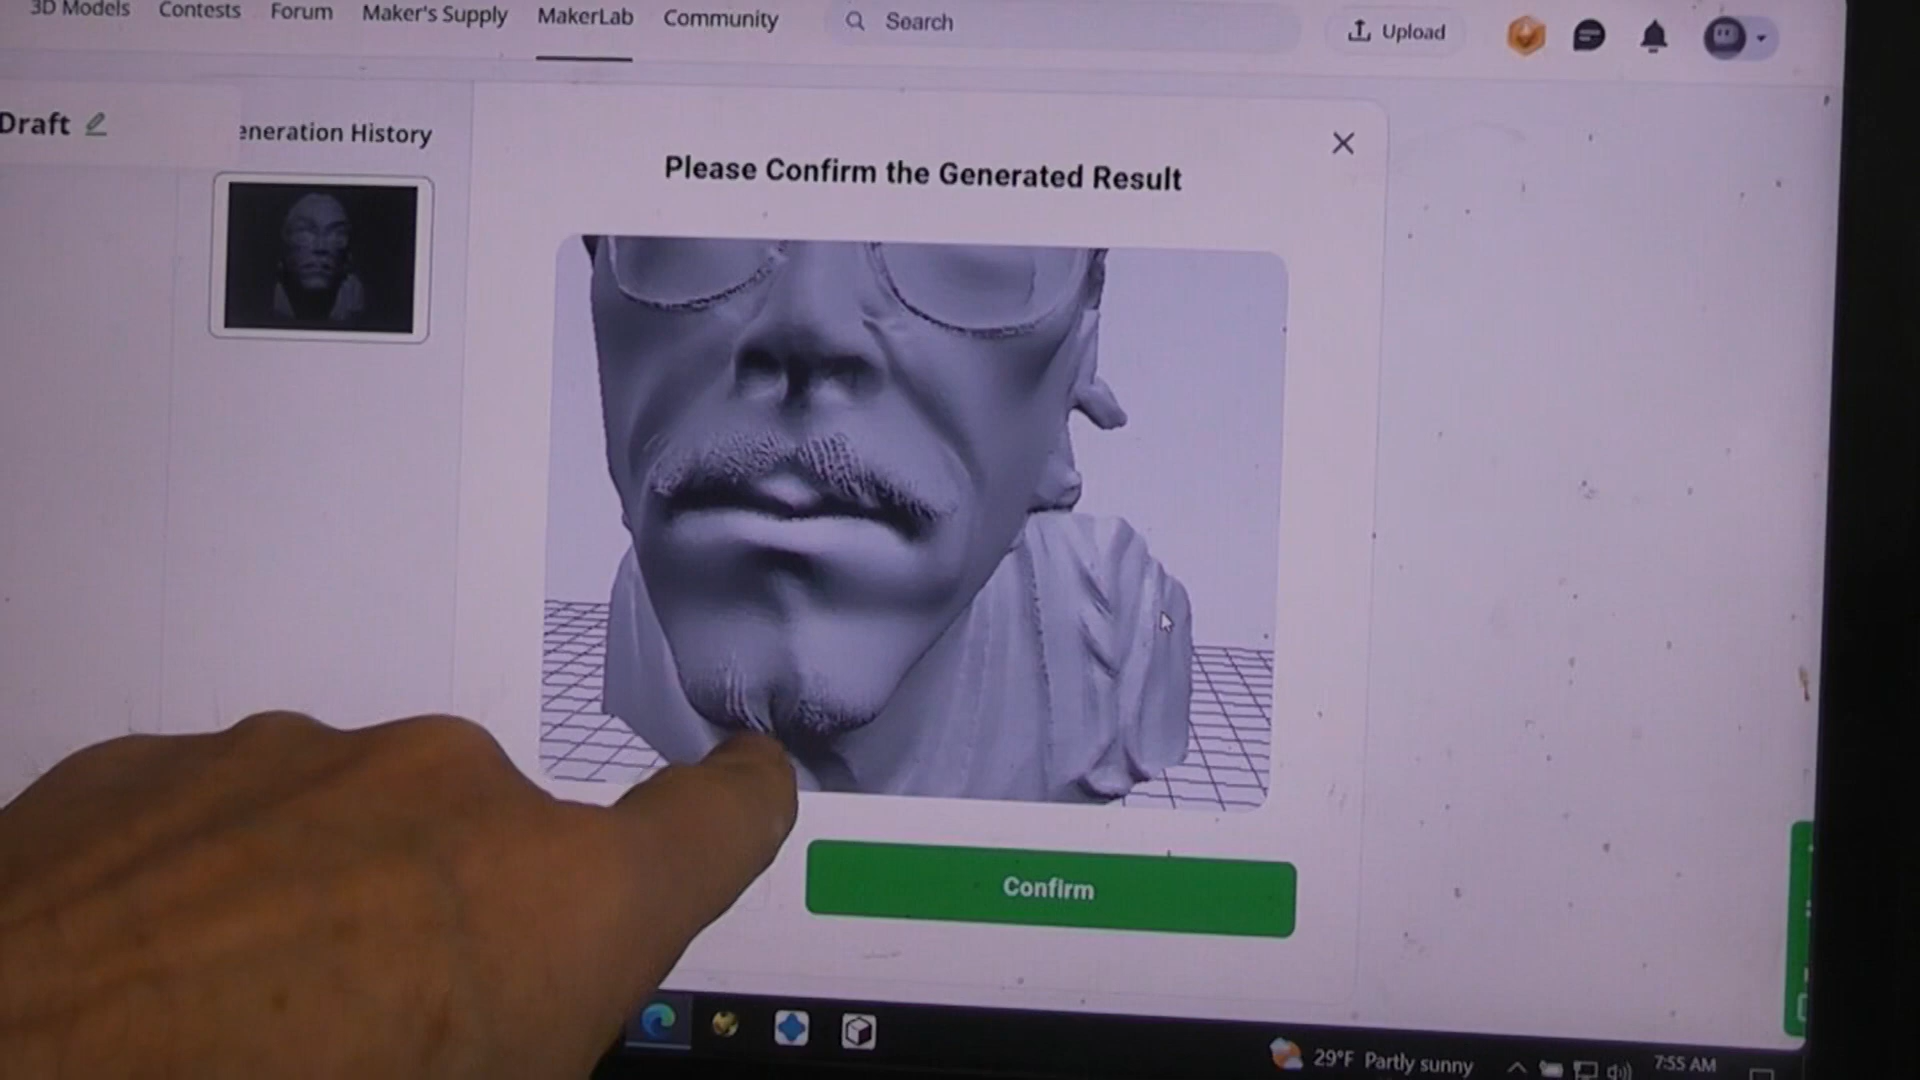 3D Models Contests Forum Maker's Supply MakerLab Community Search Upload
Draft
eneration History
Please Confirm the Generated Result
Confirm
29°F Partly sunny 7:55 AM